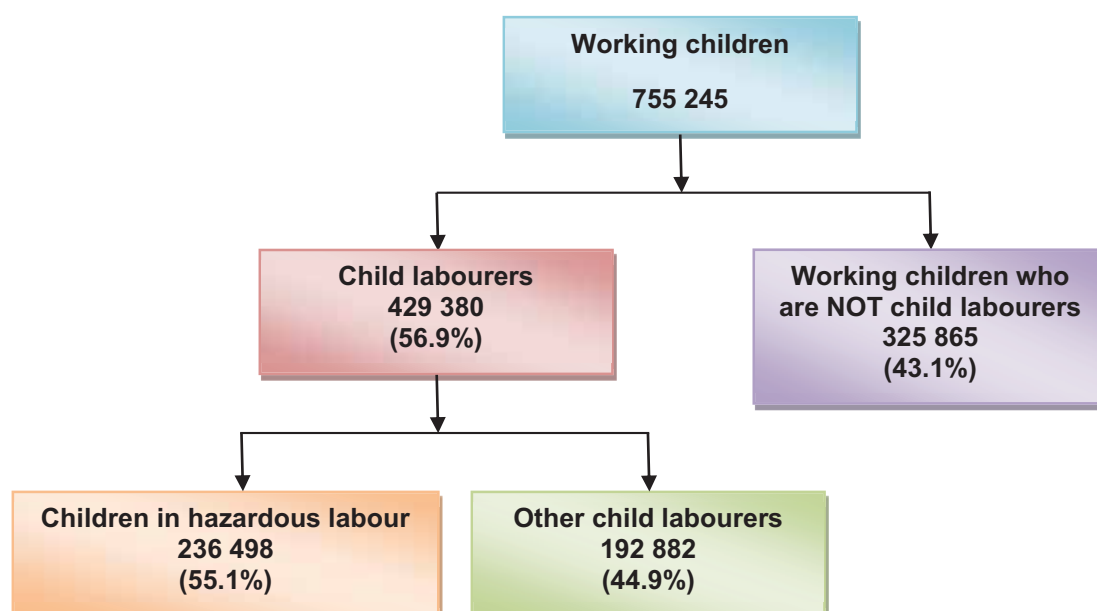 Working children
755 245
Child labourers
429 380
(56.9%)
Working children who
are NOT child labourers
325 865
(43.1%)
Children in hazardous labour
236 498
(55.1%)
Other child labourers
192 882
(44.9%)